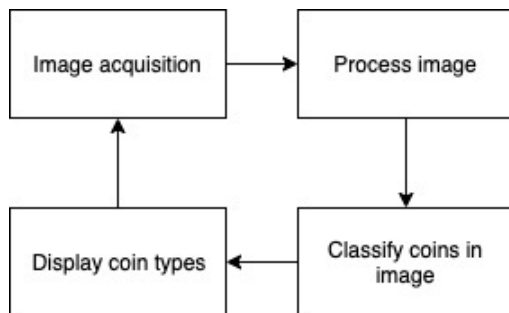 Image acquisition
Process image
Display coin types
Classify coins in
image